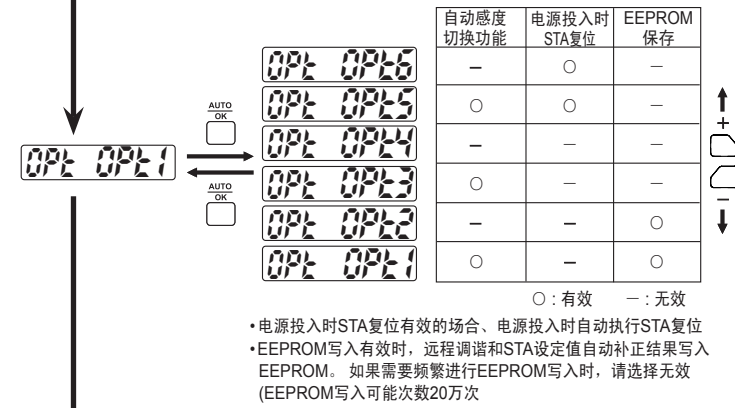 自动感度 电源投入时 EEPROM
切换功能 STA复位 保存
OPt OPt6 － ○ －
OPt OPt5 ○ ○ －
AUTO
OK
OPt OPt4 － － －
+
OPt OPt1
OPt OPt3 ○ － －
AUTO
OK
－
OPt OPt2 － － ○
OPt OPt1 ○ － ○
○ : 有效 － : 无效
•电源投入时STA复位有效的场合、电源投入时自动执行STA复位
•EEPROM写入有效时，远程调谐和STA设定值自动补正结果写入
EEPROM。 如果需要频繁进行EEPROM写入时，请选择无效
(EEPROM写入可能次数20万次